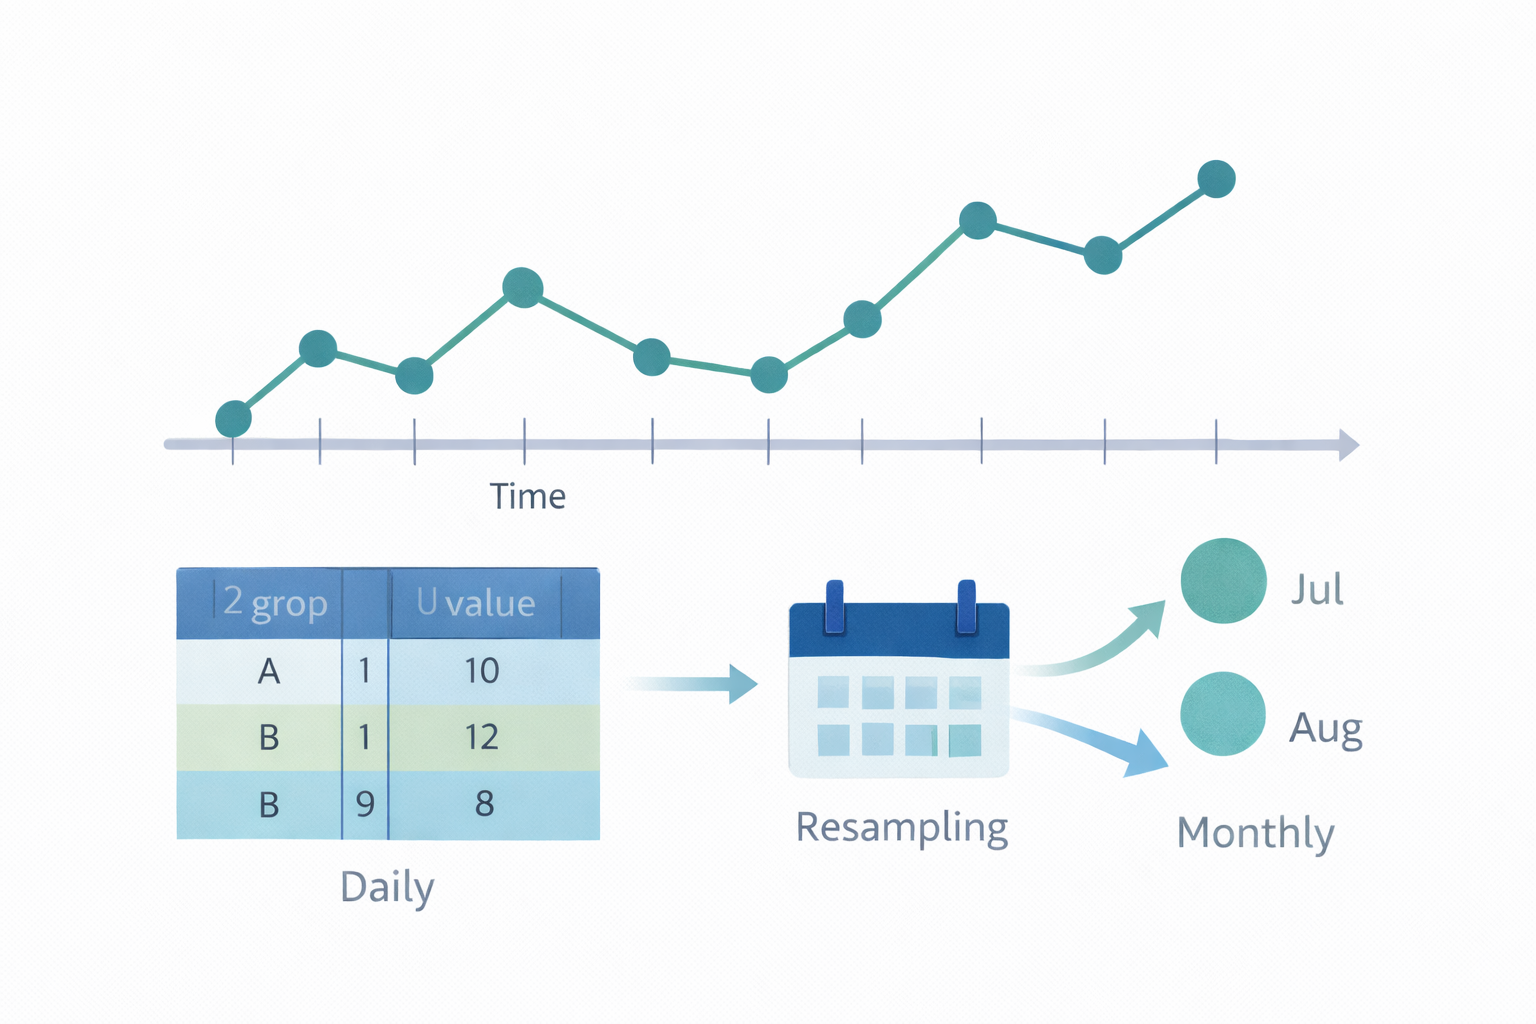 Time
2 grop U value
A 1 10
B 1 12
B 9 8
Daily
Resampling
Jul
Aug
Monthly